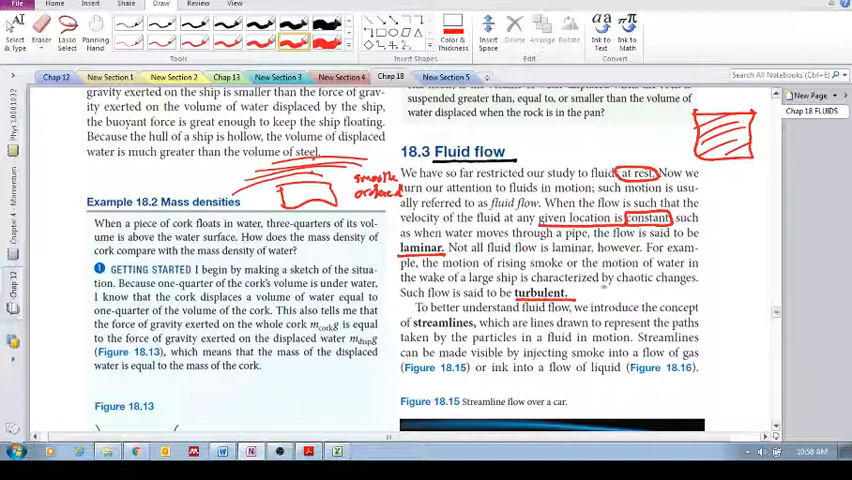 File
Home
Insert
Draw
History
Review
View
Select & Type
Eraser
Lasso Select
Panning Hand
Tools
Insert Shapes
Color & Thickness
Insert Space
Delete
Arrange
Rotate
Edit
Ink to Text
Ink to Math
Convert
Chap 12
New Section 1
New Section 2
Chap 13
New Section 3
New Section 4
Chap 18
New Section 5
Search All Notebooks (Ctrl+E)
New Page
Chap 18 FLUIDS
Chapter 4 - Momentum
Chap 12
gravity exerted on the ship is smaller than the force of grav-
ity exerted on the volume of water displaced by the ship,
the buoyant force is great enough to keep the ship floating.
Because the hull of a ship is hollow, the volume of displaced
water is much greater than the volume of steel.
smooth
ordered
Example 18.2 Mass densities
When a piece of cork floats in water, three-quarters of its vol-
ume is above the water surface. How does the mass density of
cork compare with the mass density of water?
1 GETTING STARTED I begin by making a sketch of the situa-
tion. Because one-quarter of the cork's volume is under water,
I know that the cork displaces a volume of water equal to
one-quarter of the volume of the cork. This also tells me that
the force of gravity exerted on the whole cork mcorkg is equal
to the force of gravity exerted on the displaced water mdispg
(Figure 18.13), which means that the mass of the displaced
water is equal to the mass of the cork.
Figure 18.13
suspended greater than, equal to, or smaller than the volume of
water displaced when the rock is in the pan?
18.3 Fluid flow
We have so far restricted our study to fluids at rest. Now we
turn our attention to fluids in motion; such motion is usu-
ally referred to as fluid flow. When the flow is such that the
velocity of the fluid at any given location is constant, such
as when water moves through a pipe, the flow is said to be
laminar. Not all fluid flow is laminar, however. For exam-
ple, the motion of rising smoke or the motion of water in
the wake of a large ship is characterized by chaotic changes.
Such flow is said to be turbulent.
To better understand fluid flow, we introduce the concept
of streamlines, which are lines drawn to represent the paths
taken by the particles in a fluid in motion. Streamlines
can be made visible by injecting smoke into a flow of gas
(Figure 18.15) or ink into a flow of liquid (Figure 18.16).
Figure 18.15 Streamline flow over a car.
10:58 AM